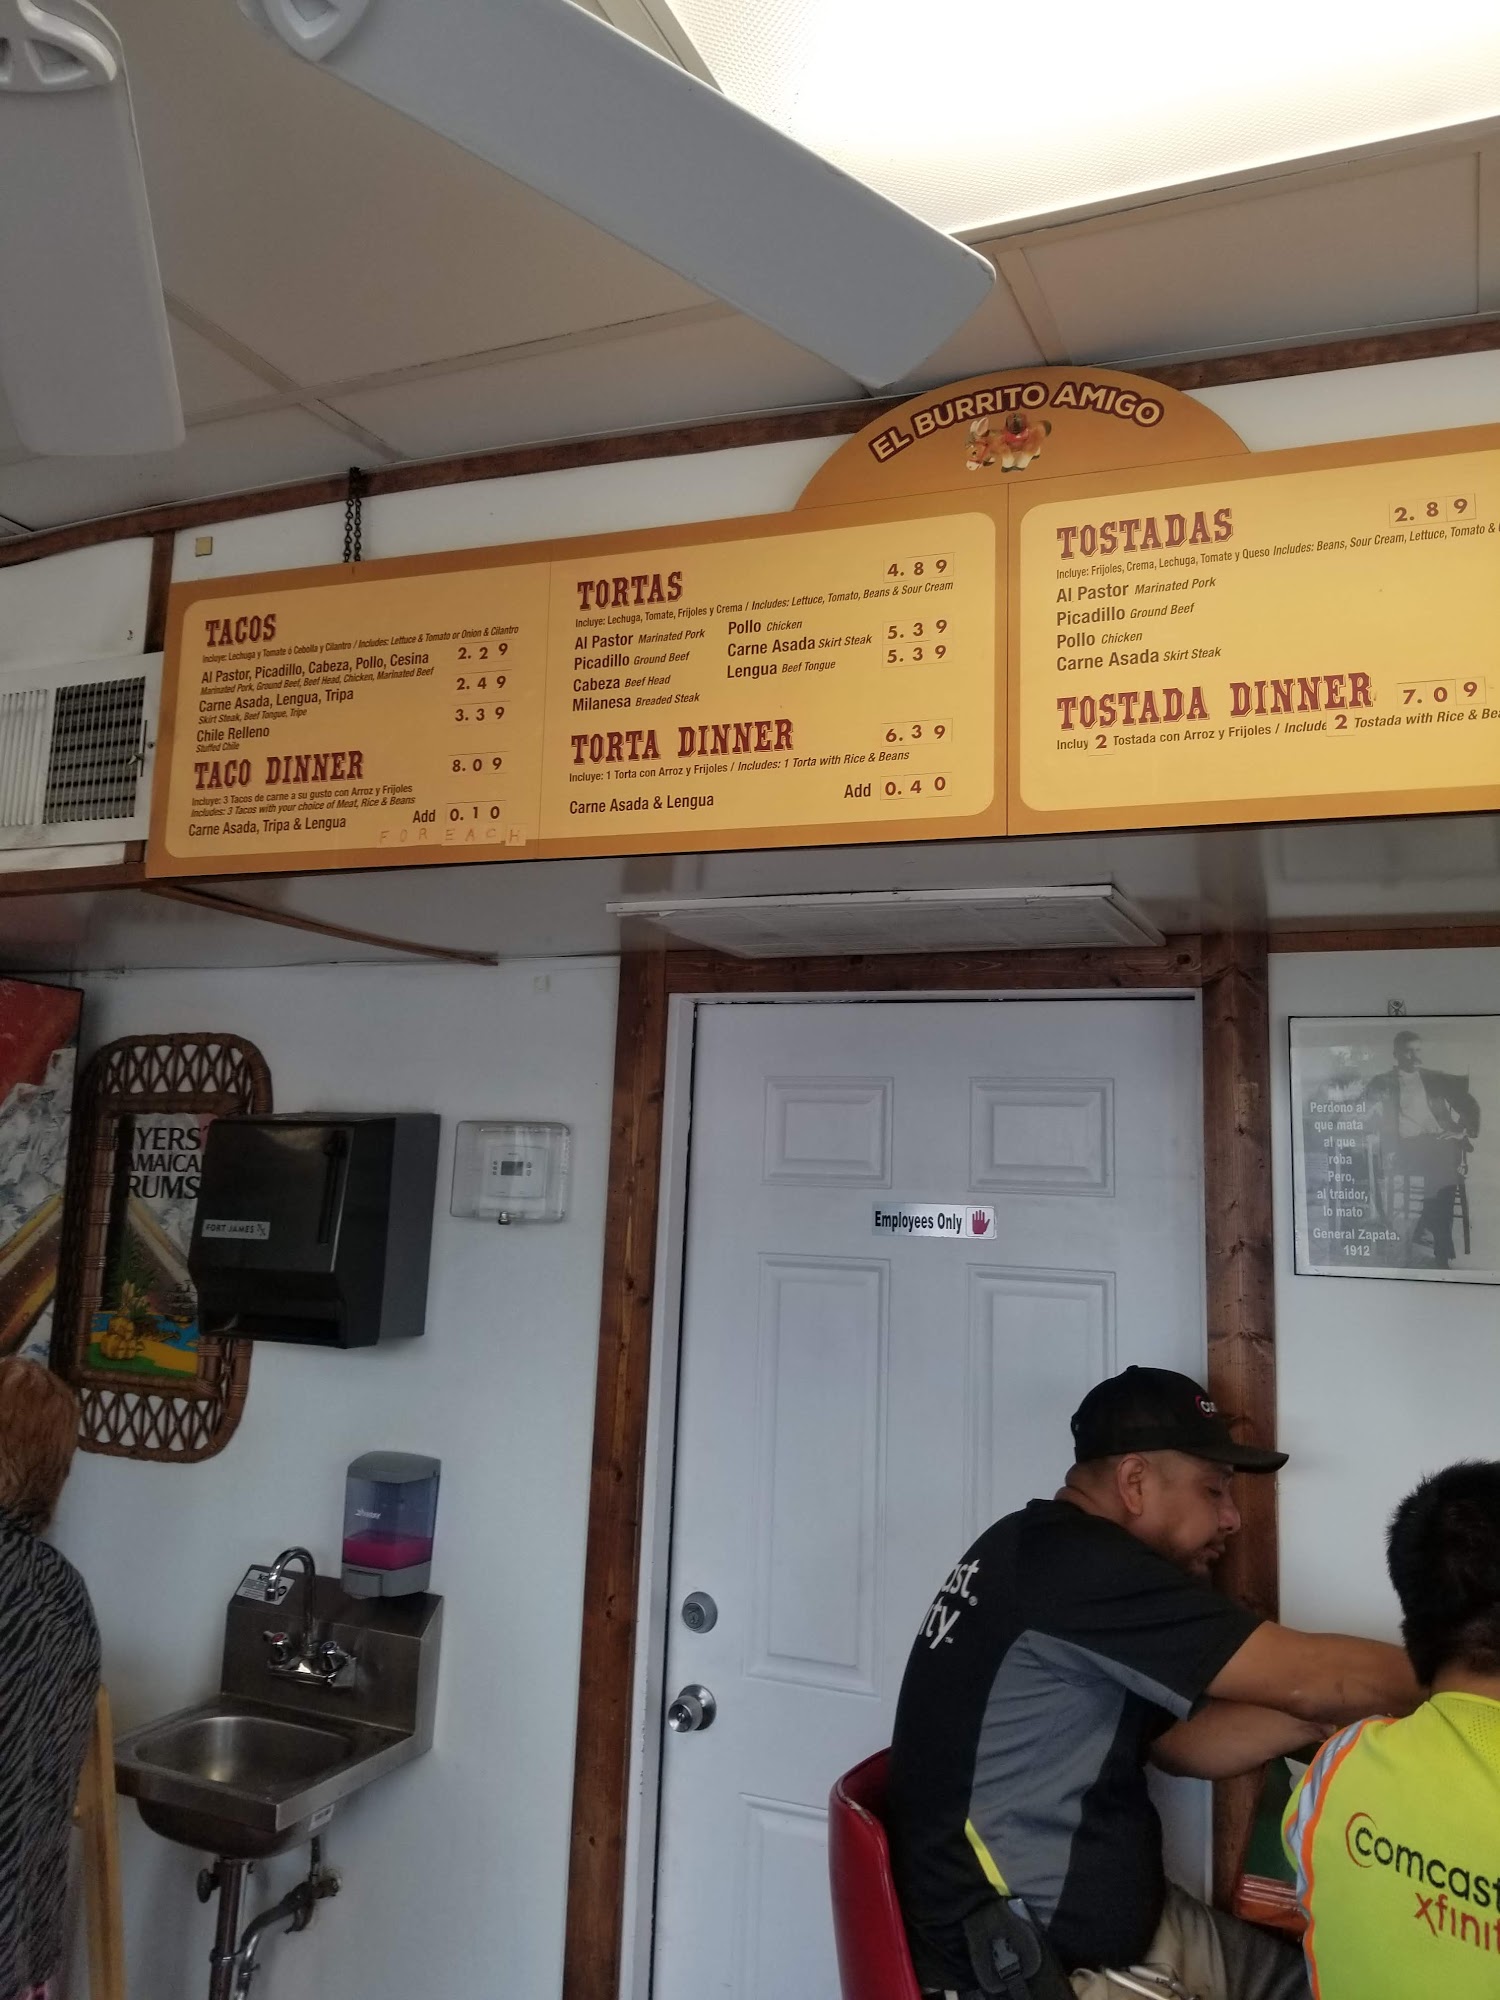 EL BURRITO AMIGO
TACOS
Incluye: Lechuga y Tomate ó Cebolla y Cilantro / Includes: Lettuce & Tomato or Onion & Cilantro
Al Pastor, Picadillo, Cabeza, Pollo, Cesina 2.29
Marinated Pork, Ground Beef, Beef Head, Chicken, Marinated Beef
Carne Asada, Lengua, Tripa 2.49
Skirt Steak, Beef Tongue, Tripe
Chile Relleno 3.39
Stuffed Chile
TACO DINNER 8.09
Incluye: 3 Tacos de carne a su gusto con Arroz y Frijoles
Includes: 3 Tacos with your choice of Meat, Rice & Beans
Carne Asada, Tripa & Lengua Add 0.10
FOR EACH
TORTAS 4.89
Incluye: Lechuga, Tomate, Frijoles y Crema / Includes: Lettuce, Tomato, Beans & Sour Cream
Al Pastor Marinated Pork
Picadillo Ground Beef
Cabeza Beef Head
Milanesa Breaded Steak
Pollo Chicken
Carne Asada Skirt Steak 5.39
Lengua Beef Tongue 5.39
TORTA DINNER 6.39
Incluye: 1 Torta con Arroz y Frijoles / Includes: 1 Torta with Rice & Beans
Carne Asada & Lengua Add 0.40
TOSTADAS 2.89
Incluye: Frijoles, Crema, Lechuga, Tomate y Queso Includes: Beans, Sour Cream, Lettuce, Tomato &
Al Pastor Marinated Pork
Picadillo Ground Beef
Pollo Chicken
Carne Asada Skirt Steak
TOSTADA DINNER 7.09
Incluy 2 Tostada con Arroz y Frijoles / Include 2 Tostada with Rice &
MYERS'
JAMAICA
RUMS
FORT JAMES
Employees Only
Perdono al
que mata
al que
roba
Pero,
al traidor,
lo mato
General Zapata.
1912
ast®
ity™
comcast
xfinit